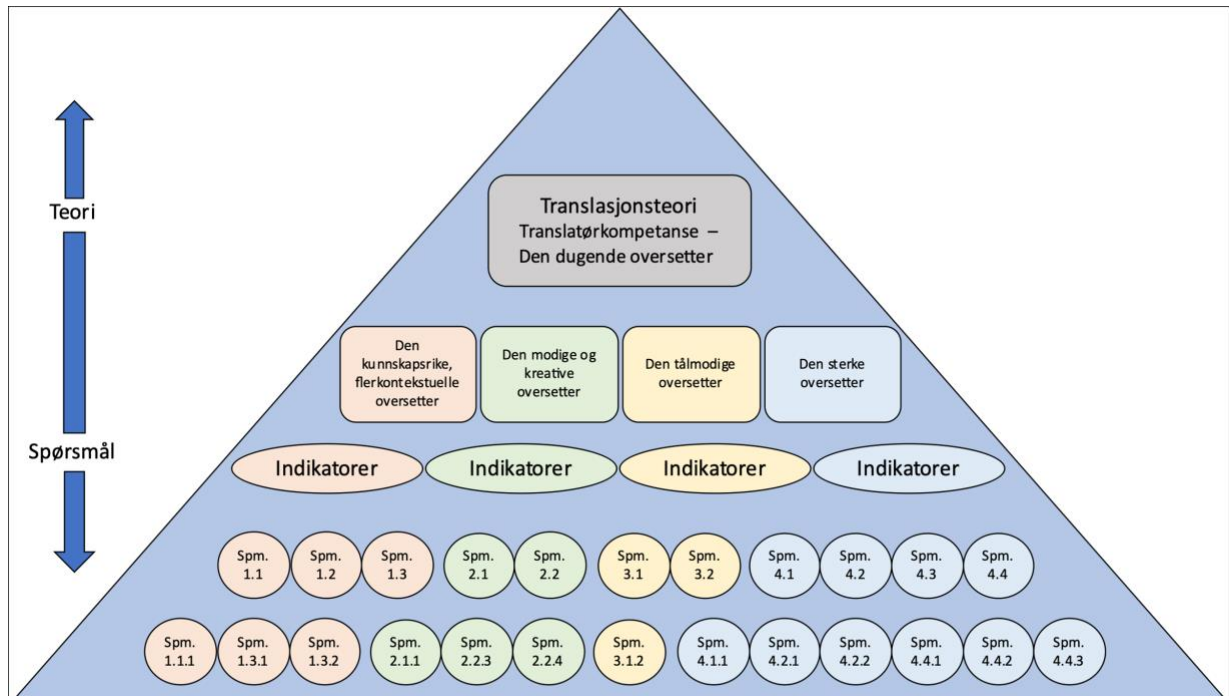 Teori
Spørsmål
Translasjonsteori
Translatørkompetanse –
Den dugende oversetter
Den
kunnskapsrike,
flerkontekstuelle
oversetter
Den modige og
kreative
oversetter
Den tålmodige
oversetter
Den sterke
oversetter
Indikatorer
Indikatorer
Indikatorer
Indikatorer
Spm.
1.1
Spm.
1.2
Spm.
1.3
Spm.
2.1
Spm.
2.2
Spm.
3.1
Spm.
3.2
Spm.
4.1
Spm.
4.2
Spm.
4.3
Spm.
4.4
Spm.
1.1.1
Spm.
1.3.1
Spm.
1.3.2
Spm.
2.1.1
Spm.
2.2.3
Spm.
2.2.4
Spm.
3.1.2
Spm.
4.1.1
Spm.
4.2.1
Spm.
4.2.2
Spm.
4.4.1
Spm.
4.4.2
Spm.
4.4.3